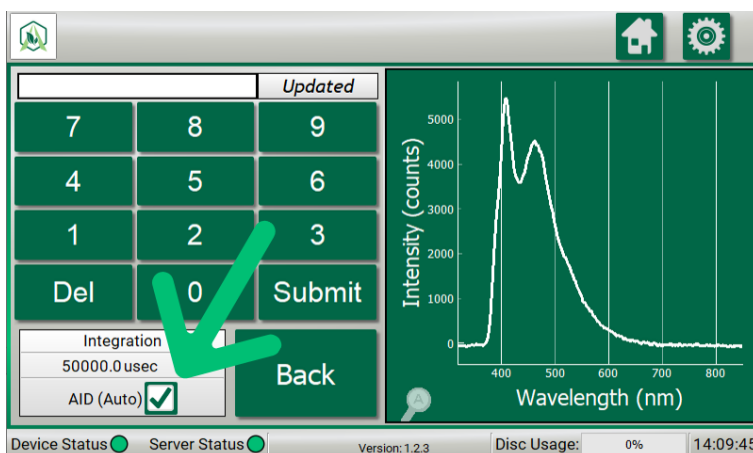 Updated
7 8 9
4 5 6
1 2 3
Del 0 Submit
Integration
50000.0 usec
AID (Auto)
Back
5000
4000
3000
2000
1000
0
Intensity (counts)
400 500 600 700 800
Wavelength (nm)
A
Device Status Server Status Version: 1.2.3 Disc Usage: 0% 14:09:45